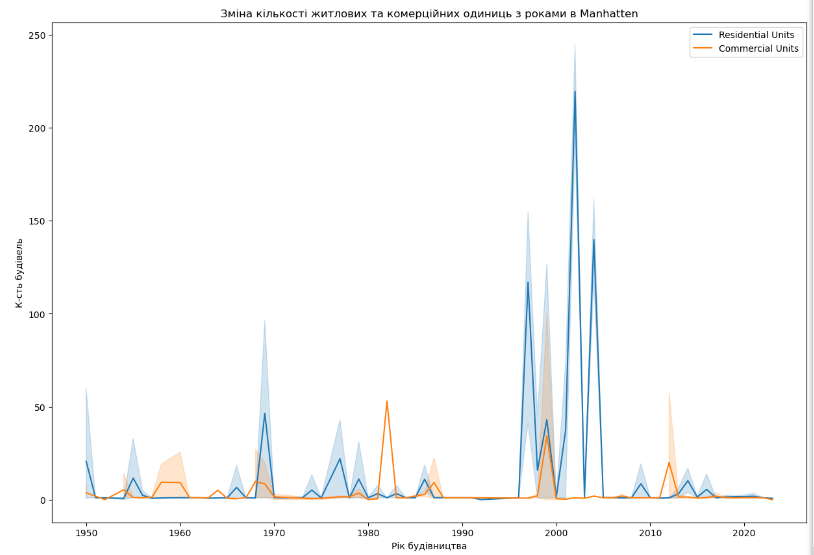 Зміна кількості житлових та комерційних одиниць з роками в Manhatten
Residential Units
Commercial Units
250
200
150
100
50
0
К-сть будівель
1950 1960 1970 1980 1990 2000 2010 2020
Рік будівництва